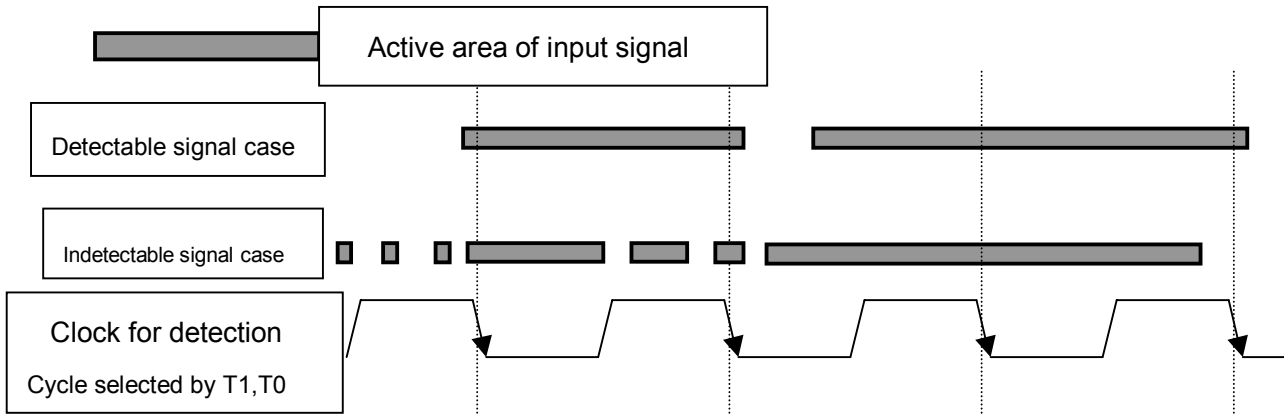 Active area of input signal
Detectable signal case
Indetectable signal case
Clock for detection
Cycle selected by T1,T0